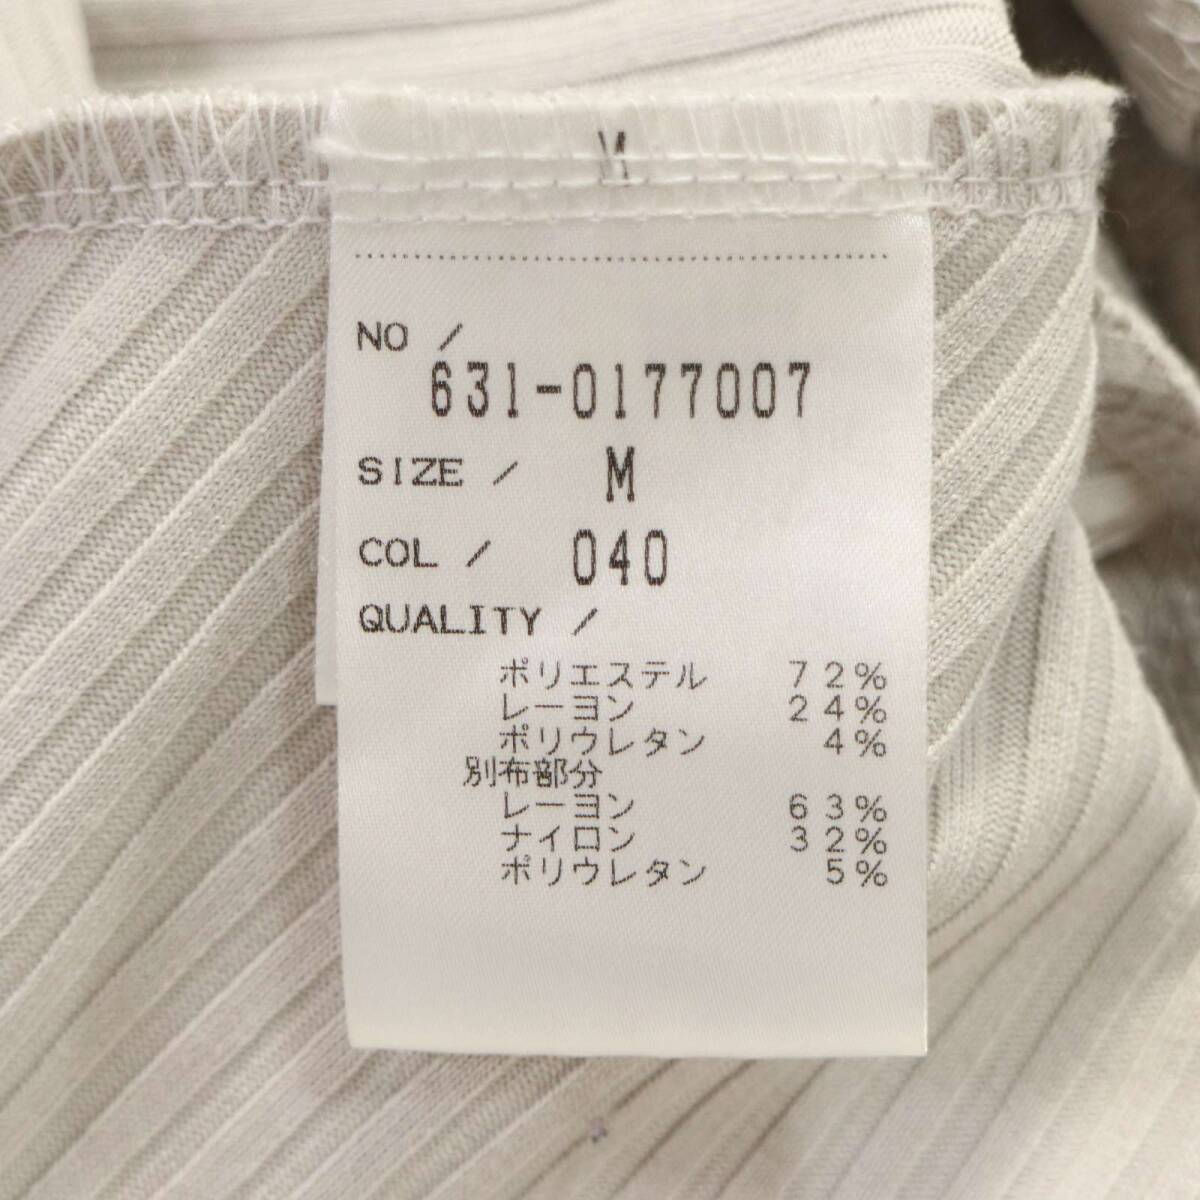 NO /
631-0177007
SIZE / M
COL / 040
QUALITY /
ポリエステル 72%
レーヨン 24%
ポリウレタン 4%
別布部分
レーヨン 63%
ナイロン 32%
ポリウレタン 5%